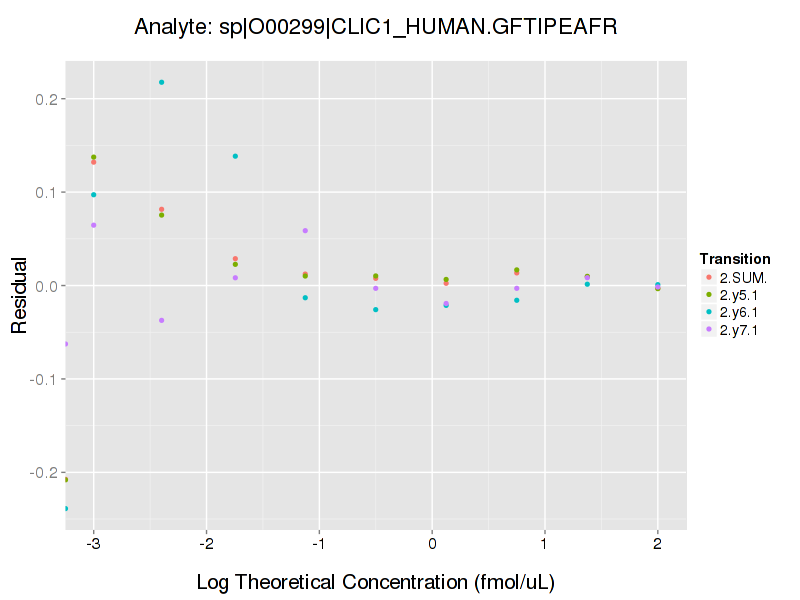 Analyte: sp|O00299|CLIC1_HUMAN.GFTIPEAFR
0.2
0.1
0.0
-0.1
-0.2
Residual
-3 -2 -1 0 1 2
Log Theoretical Concentration (fmol/uL)
Transition
2.SUM.
2.y5.1
2.y6.1
2.y7.1